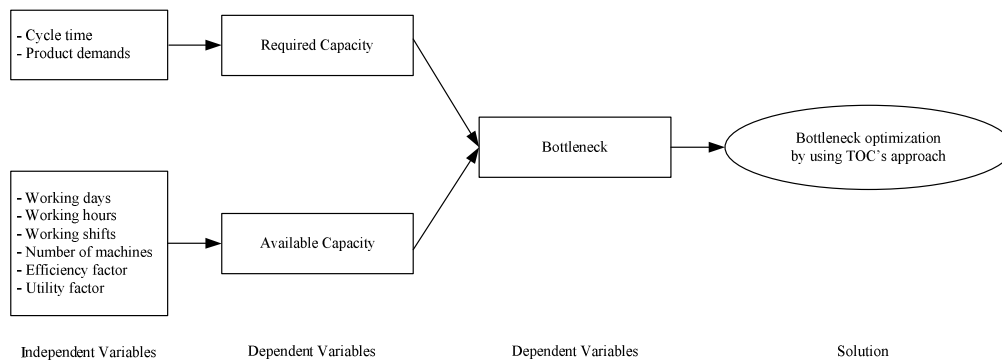 - Cycle time
- Product demands
Required Capacity
Bottleneck
Bottleneck optimization
by using TOC's approach
- Working days
- Working hours
- Working shifts
- Number of machines
- Efficiency factor
- Utility factor
Available Capacity
Independent Variables
Dependent Variables
Dependent Variables
Solution